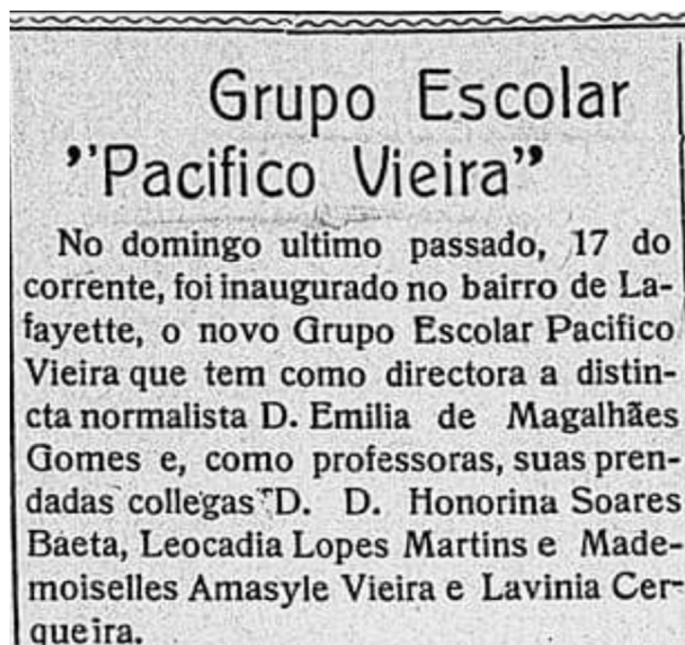 Grupo Escolar
"Pacifico Vieira"
No domingo ultimo passado, 17 do
corrente, foi inaugurado no bairro de La-
fayette, o novo Grupo Escolar Pacifico
Vieira que tem como directora a distin-
cta normalista D. Emilia de Magalhães
Gomes e, como professoras, suas pren-
dadas collegas D. D. Honorina Soares
Baeta, Leocadia Lopes Martins e Made-
moiselles Amasyle Vieira e Lavinia Cer-
queira.